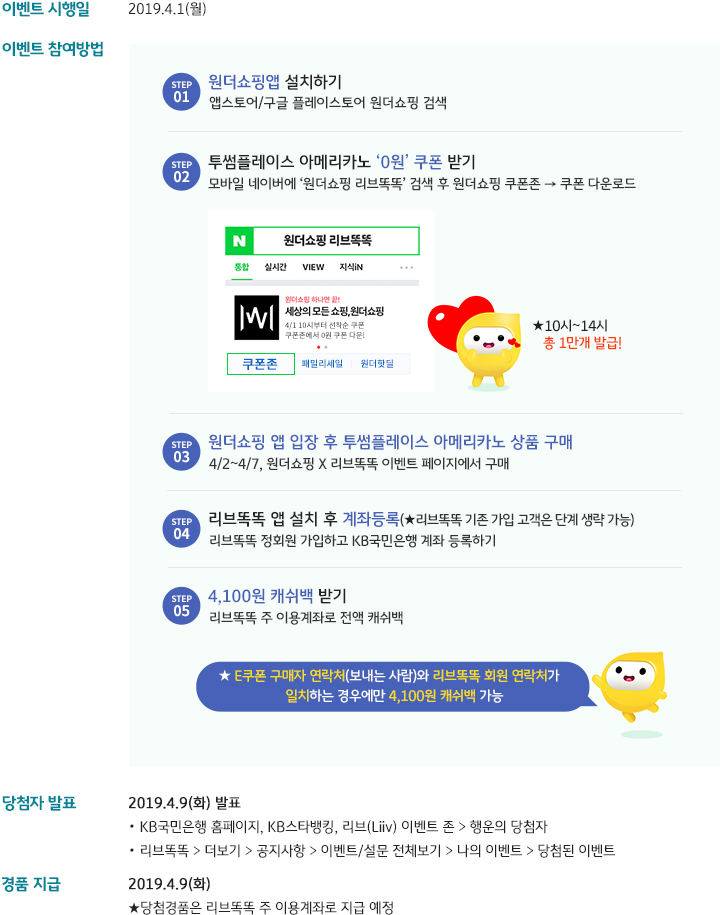 이벤트 시행일
2019.4.1(월)
이벤트 참여방법
STEP
01
원더쇼핑앱 설치하기
앱스토어/구글 플레이스토어 원더쇼핑 검색
STEP
02
투썸플레이스 아메리카노 ‘0원’ 쿠폰 받기
모바일 네이버에 ‘원더쇼핑 리브똑똑’ 검색 후 원더쇼핑 쿠폰존 → 쿠폰 다운로드
N 원더쇼핑 리브똑똑
통합 실시간 VIEW 지식iN ···
원더쇼핑 하나면 끝!
세상의 모든 쇼핑,원더쇼핑
4/1 10시부터 선착순 쿠폰
쿠폰존에서 0원 쿠폰 다운!
쿠폰존 패밀리세일 원더핫딜
★10시~14시
총 1만개 발급!
STEP
03
원더쇼핑 앱 입장 후 투썸플레이스 아메리카노 상품 구매
4/2~4/7, 원더쇼핑 X 리브똑똑 이벤트 페이지에서 구매
STEP
04
리브똑똑 앱 설치 후 계좌등록(★리브똑똑 기존 가입 고객은 단계 생략 가능)
리브똑똑 정회원 가입하고 KB국민은행 계좌 등록하기
STEP
05
4,100원 캐쉬백 받기
리브똑똑 주 이용계좌로 전액 캐쉬백
★ E쿠폰 구매자 연락처(보내는 사람)와 리브똑똑 회원 연락처가
일치하는 경우에만 4,100원 캐쉬백 가능
당첨자 발표
2019.4.9(화) 발표
• KB국민은행 홈페이지, KB스타뱅킹, 리브(Liiv) 이벤트 존 > 행운의 당첨자
• 리브똑똑 > 더보기 > 공지사항 > 이벤트/설문 전체보기 > 나의 이벤트 > 당첨된 이벤트
경품 지급
2019.4.9(화)
★당첨경품은 리브똑똑 주 이용계좌로 지급 예정